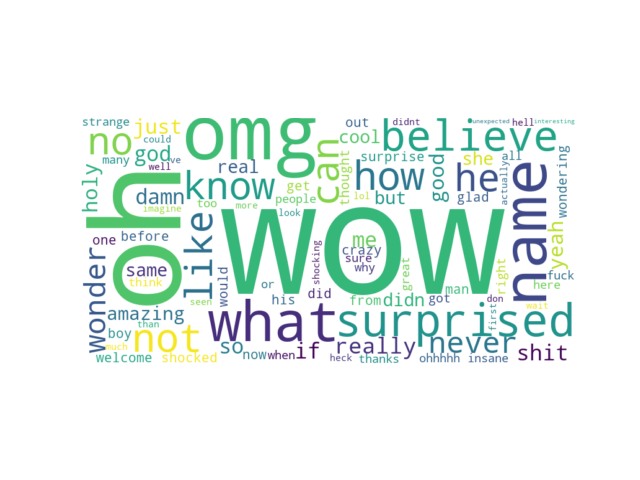 strange
many
no
just
could
ve
well
god
omg
real
out
cool
didnt
believe
unexpected
hell
interesting
holy
damn
imagine
oh
know
too
more
get
people
look
lol
can
thought
surprise
how
but
good
she
he
glad
all
actually
name
wondering
yeah
fuck
here
wonder
one
before
same
think
like
would
seen
wow
shocking
me
crazy
sure
why
great
man
right
don
first
wait
amazing
than
boy
much
welcome
shocked
not
what
or
his
did
from
didn
got
surprised
so
now
when
if
heck
really
thanks
never
ohhhhh
insane
shit